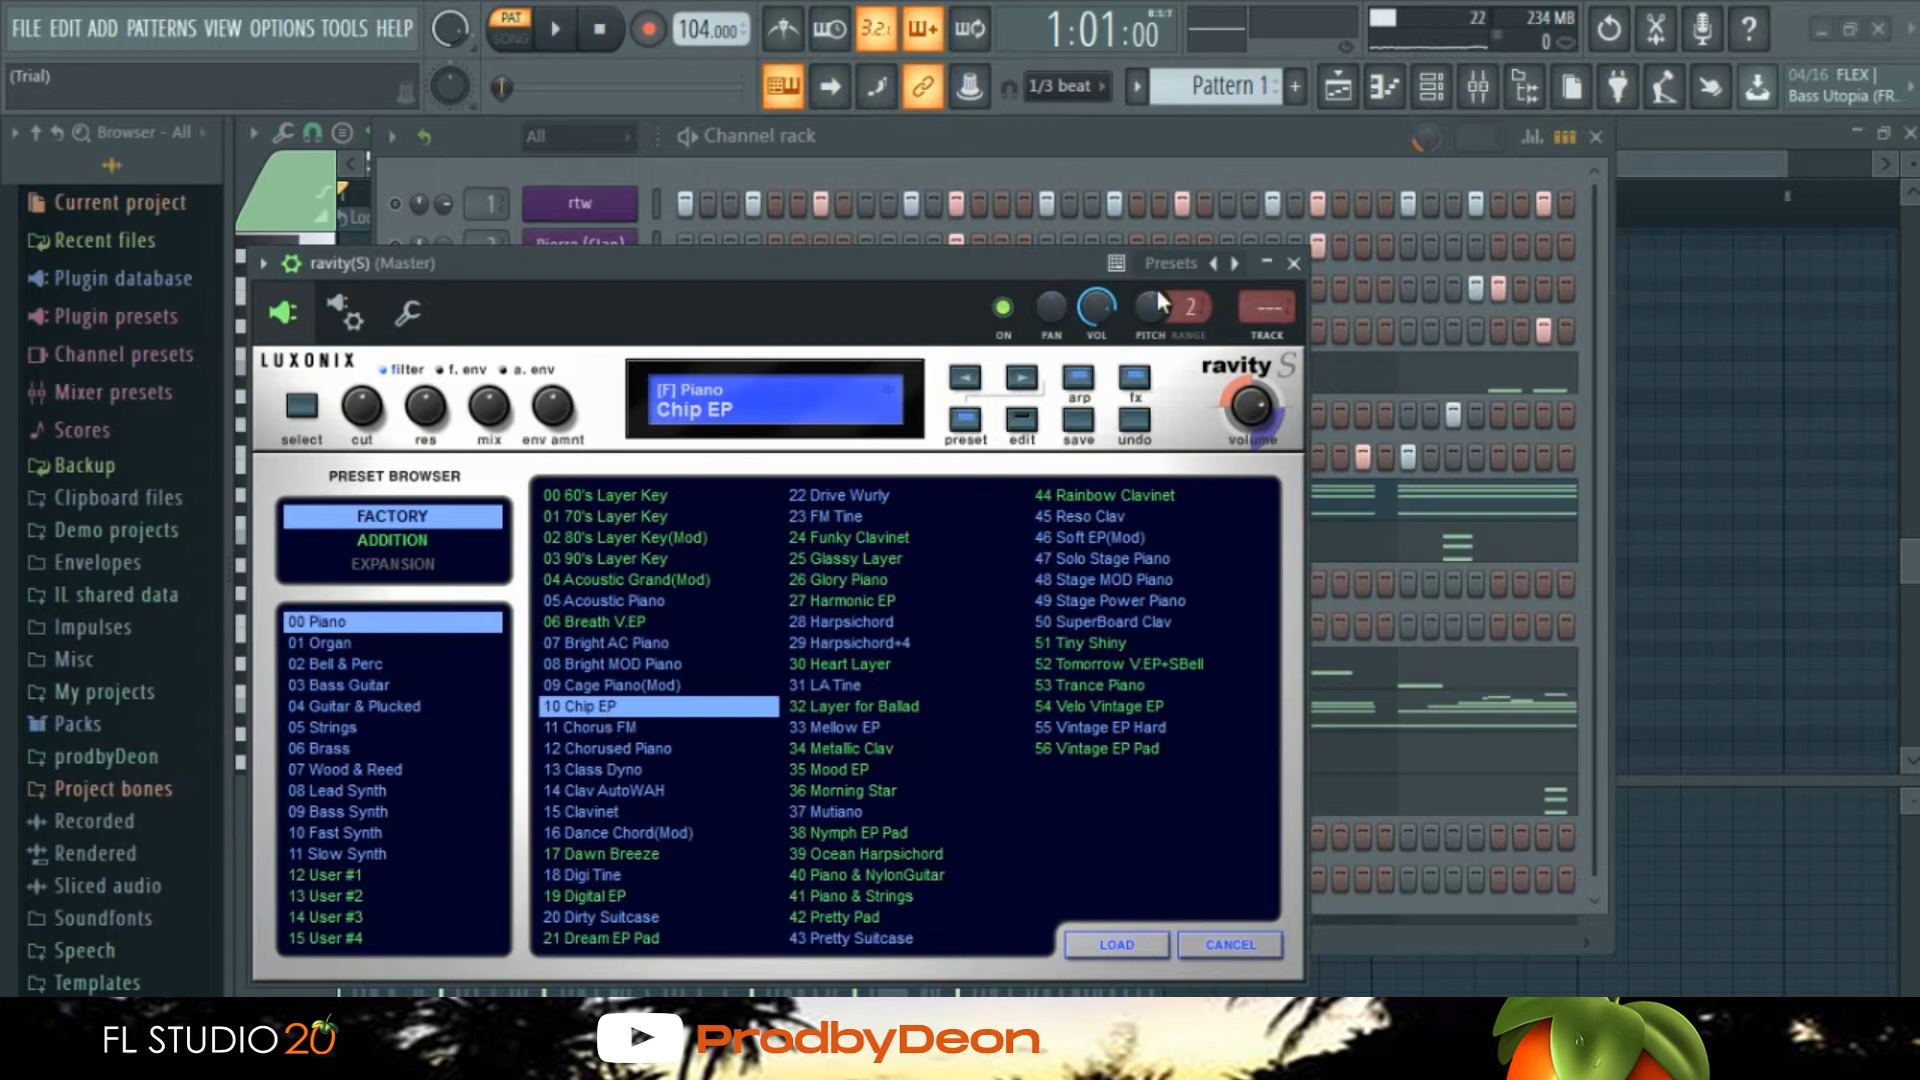 FILE EDIT ADD PATTERNS VIEW OPTIONS TOOLS HELP
PAT
SONG
104.000
3.2.1
1:01:00
B:S:T
22
234 MB
0
(Trial)
1/3 beat
Pattern 1
04/16 FLEX |
Bass Utopia (FR..
Browser - All
All
Channel rack
Current project
Recent files
Plugin database
Plugin presets
Channel presets
Mixer presets
Scores
Backup
Clipboard files
Demo projects
Envelopes
IL shared data
Impulses
Misc
My projects
Packs
prodbyDeon
Project bones
Recorded
Rendered
Sliced audio
Soundfonts
Speech
Templates
1
rtw
8
ravity(S) (Master)
Presets
ON
PAN
VOL
PITCH
2
RANGE
---
TRACK
LUXONIX
filter
f. env
a. env
select
cut
res
mix
env amnt
[F] Piano
Chip EP
arp
fx
preset
edit
save
undo
ravity S
volume
PRESET BROWSER
FACTORY
ADDITION
EXPANSION
00 Piano
01 Organ
02 Bell & Perc
03 Bass Guitar
04 Guitar & Plucked
05 Strings
06 Brass
07 Wood & Reed
08 Lead Synth
09 Bass Synth
10 Fast Synth
11 Slow Synth
12 User #1
13 User #2
14 User #3
15 User #4
00 60's Layer Key
01 70's Layer Key
02 80's Layer Key(Mod)
03 90's Layer Key
04 Acoustic Grand(Mod)
05 Acoustic Piano
06 Breath V.EP
07 Bright AC Piano
08 Bright MOD Piano
09 Cage Piano(Mod)
10 Chip EP
11 Chorus FM
12 Chorused Piano
13 Class Dyno
14 Clav AutoWAH
15 Clavinet
16 Dance Chord(Mod)
17 Dawn Breeze
18 Digi Tine
19 Digital EP
20 Dirty Suitcase
21 Dream EP Pad
22 Drive Wurly
23 FM Tine
24 Funky Clavinet
25 Glassy Layer
26 Glory Piano
27 Harmonic EP
28 Harpsichord
29 Harpsichord+4
30 Heart Layer
31 LA Tine
32 Layer for Ballad
33 Mellow EP
34 Metallic Clav
35 Mood EP
36 Morning Star
37 Mutiano
38 Nymph EP Pad
39 Ocean Harpsichord
40 Piano & NylonGuitar
41 Piano & Strings
42 Pretty Pad
43 Pretty Suitcase
44 Rainbow Clavinet
45 Reso Clav
46 Soft EP(Mod)
47 Solo Stage Piano
48 Stage MOD Piano
49 Stage Power Piano
50 SuperBoard Clav
51 Tiny Shiny
52 Tomorrow V.EP+SBell
53 Trance Piano
54 Velo Vintage EP
55 Vintage EP Hard
56 Vintage EP Pad
LOAD
CANCEL
FL STUDIO 20
ProdbyDeon